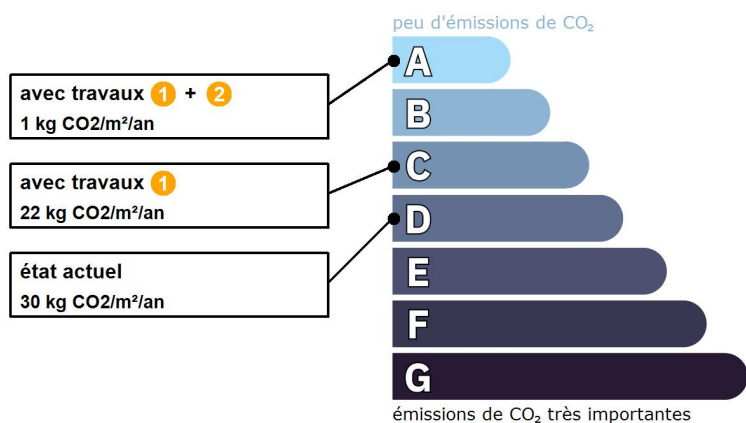 peu d'émissions de CO₂
A
avec travaux 1 + 2
1 kg CO2/m²/an
B
avec travaux 1
22 kg CO2/m²/an
C
D
état actuel
30 kg CO2/m²/an
E
F
G
émissions de CO₂ très importantes